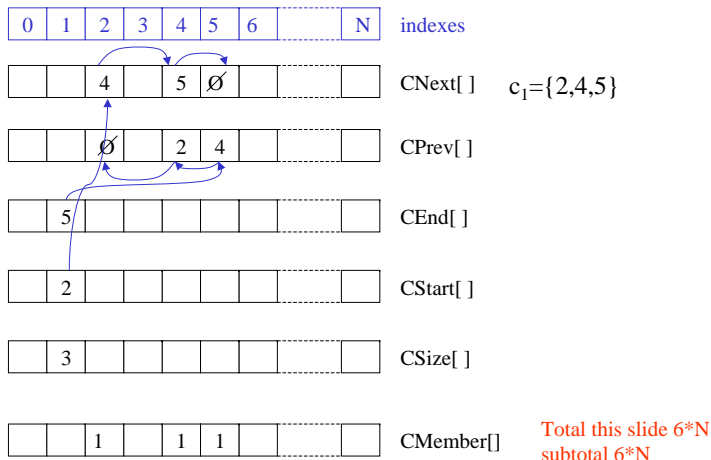 0 1 2 3 4 5 6 N indexes
4 5 Ø CNext[ ] c1={2,4,5}
Ø 2 4 CPrev[ ]
5 CEnd[ ]
2 CStart[ ]
3 CSize[ ]
1 1 1 CMember[]
Total this slide 6*N
subtotal 6*N